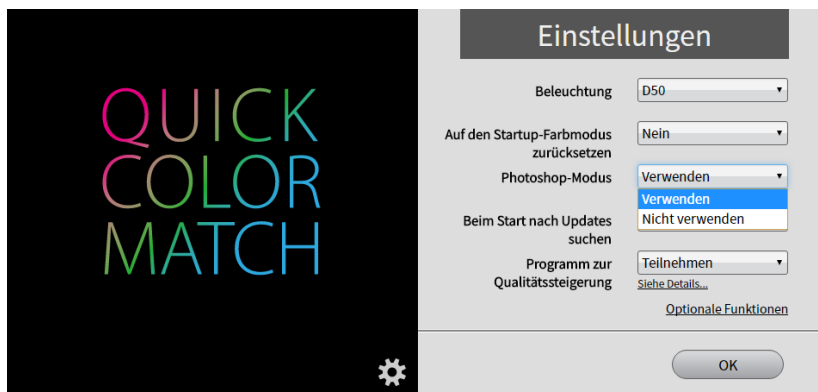 QUICK
COLOR
MATCH
Einstellungen
Beleuchtung
D50
Auf den Startup-Farbmodus
zurücksetzen
Nein
Photoshop-Modus
Verwenden
Verwenden
Nicht verwenden
Beim Start nach Updates
suchen
Programm zur
Qualitätssteigerung
Teilnehmen
Siehe Details...
Optionale Funktionen
OK